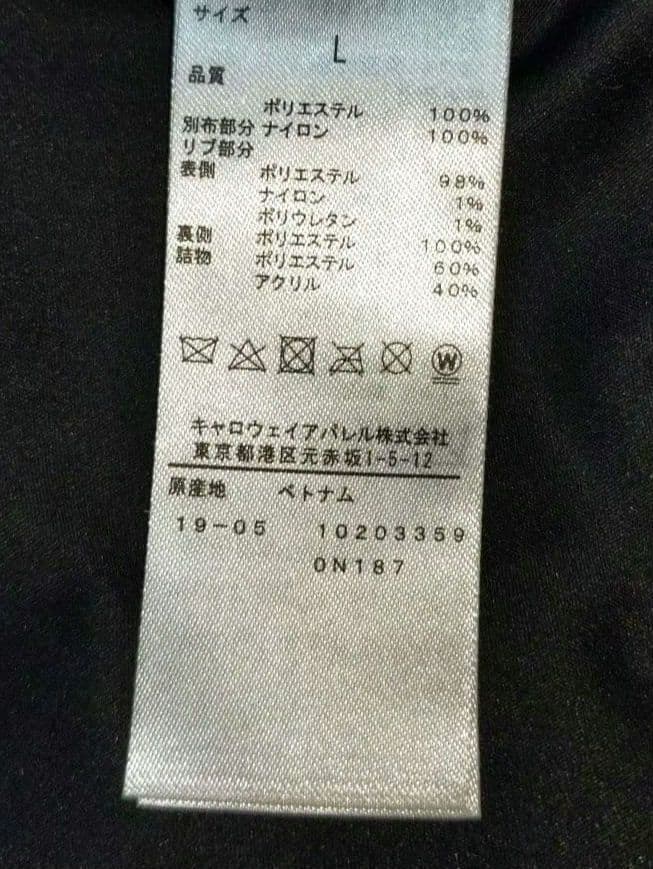 サイズ
L
品質
ポリエステル 100%
別布部分 ナイロン 100%
リブ部分
表側 ポリエステル 98%
ナイロン 1%
ポリウレタン 1%
裏側 ポリエステル 100%
詰物 ポリエステル 60%
アクリル 40%
W
キャロウェイアパレル株式会社
東京都港区元赤坂1-5-12
原産地 ベトナム
19-05 10203359
0N187